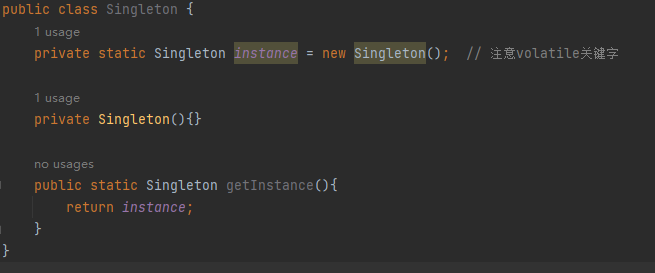 public class Singleton {
1 usage
private static Singleton instance = new Singleton();  // 注意volatile关键字
1 usage
private Singleton(){}
no usages
public static Singleton getInstance(){
return instance;
}
}